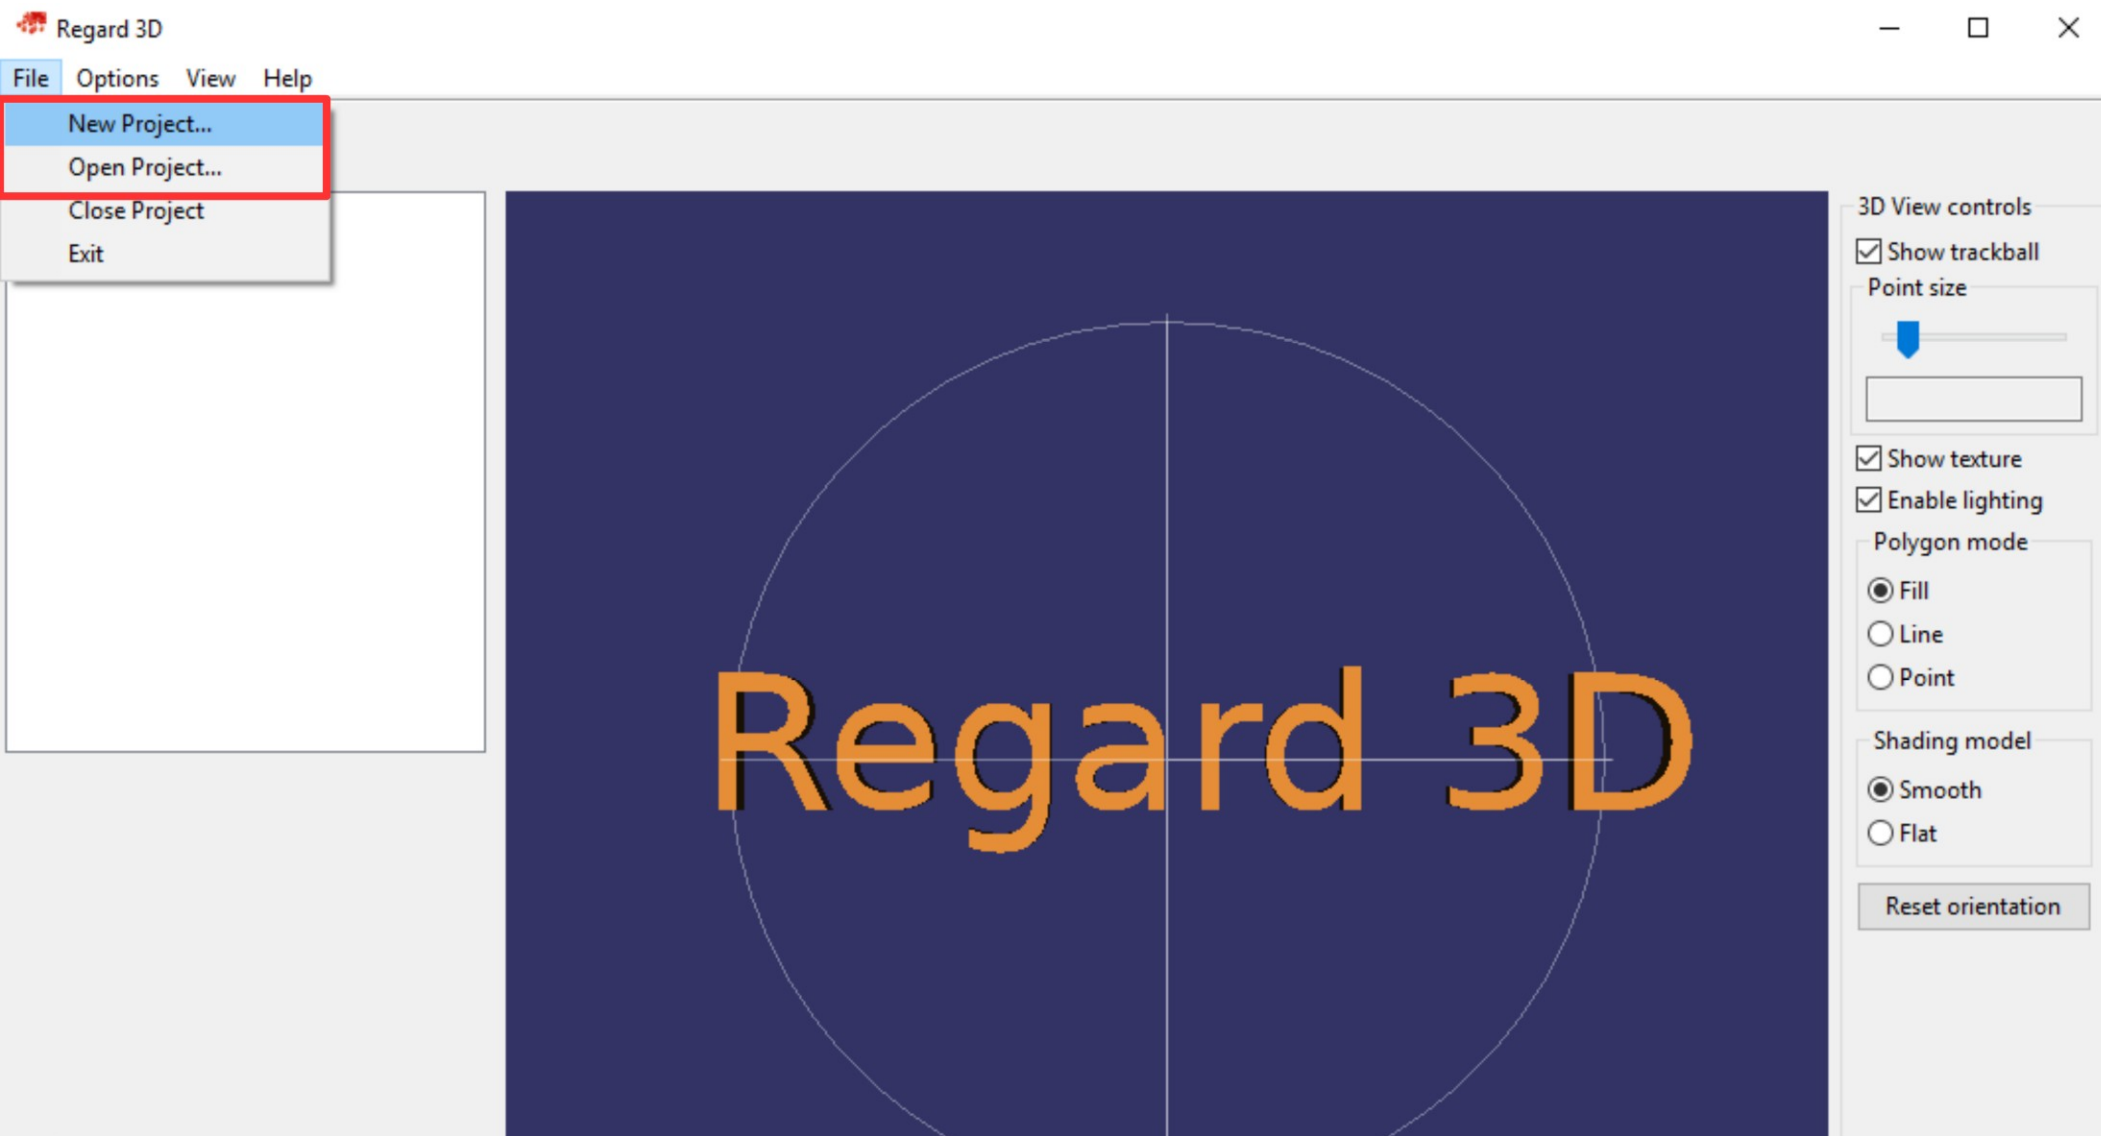 Regard 3D
File Options View Help
New Project...
Open Project...
Close Project
Exit
Regard 3D
3D View controls
Show trackball
Point size
Show texture
Enable lighting
Polygon mode
Fill
Line
Point
Shading model
Smooth
Flat
Reset orientation